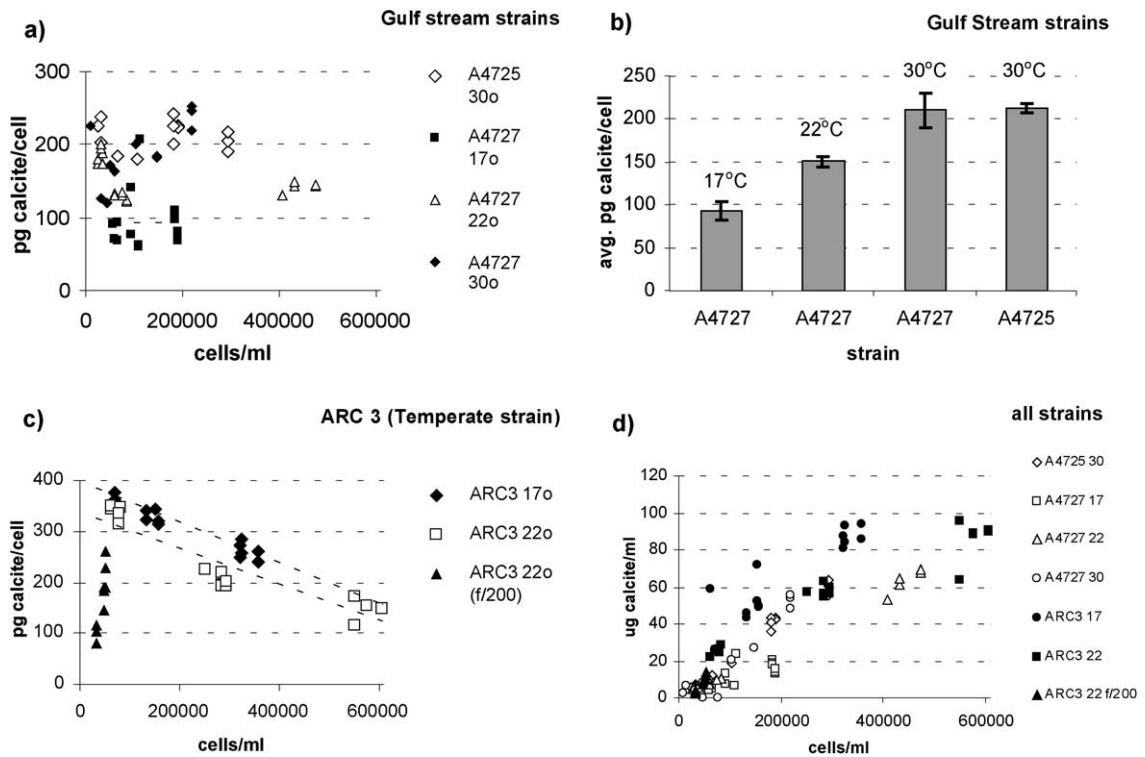 a)
Gulf stream strains
300
200
100
0
pg calcite/cell
0 200000 400000 600000
cells/ml
A4725
30o
A4727
17o
A4727
22o
A4727
30o
b)
Gulf Stream strains
250
200
150
100
50
0
avg. pg calcite/cell
17°C
22°C
30°C
30°C
A4727 A4727 A4727 A4725
strain
c)
ARC 3 (Temperate strain)
400
300
200
100
0
pg calcite/cell
0 200000 400000 600000
cells/ml
ARC3 17o
ARC3 22o
ARC3 22o
(f/200)
d)
all strains
120
100
80
60
40
20
0
ug calcite/ml
0 200000 400000 600000
cells/ml
A4725 30
A4727 17
A4727 22
A4727 30
ARC3 17
ARC3 22
ARC3 22 f/200